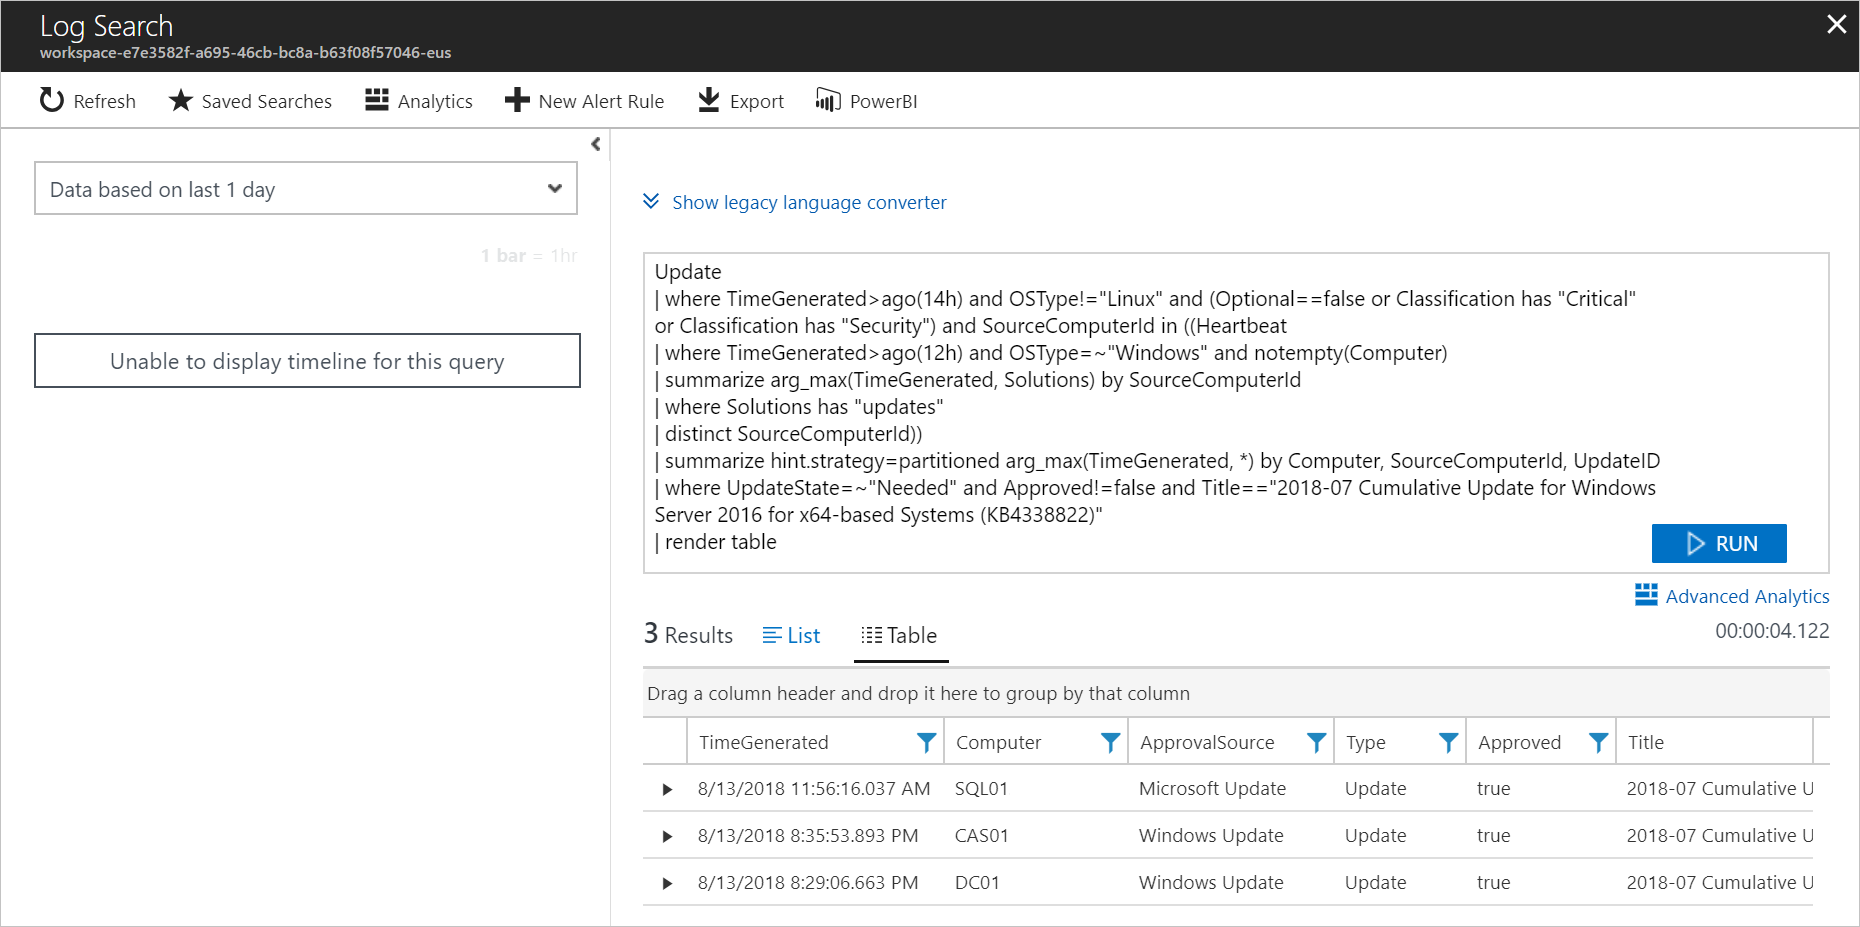 Log Search
workspace-e7e3582f-a695-46cb-bc8a-b63f08f57046-eus
Refresh Saved Searches Analytics New Alert Rule Export PowerBI
Data based on last 1 day
1 bar = 1hr
Unable to display timeline for this query
Show legacy language converter
Update
| where TimeGenerated>ago(14h) and OSType!="Linux" and (Optional==false or Classification has "Critical"
or Classification has "Security") and SourceComputerId in ((Heartbeat
| where TimeGenerated>ago(12h) and OSType=~"Windows" and notempty(Computer)
| summarize arg_max(TimeGenerated, Solutions) by SourceComputerId
| where Solutions has "updates"
| distinct SourceComputerId))
| summarize hint.strategy=partitioned arg_max(TimeGenerated, *) by Computer, SourceComputerId, UpdateID
| where UpdateState=~"Needed" and Approved!=false and Title=="2018-07 Cumulative Update for Windows
Server 2016 for x64-based Systems (KB4338822)"
| render table
RUN
Advanced Analytics
3 Results List Table
00:00:04.122
Drag a column header and drop it here to group by that column
TimeGenerated Computer ApprovalSource Type Approved Title
8/13/2018 11:56:16.037 AM SQL01 Microsoft Update Update true 2018-07 Cumulative U
8/13/2018 8:35:53.893 PM CAS01 Windows Update Update true 2018-07 Cumulative U
8/13/2018 8:29:06.663 PM DC01 Windows Update Update true 2018-07 Cumulative U